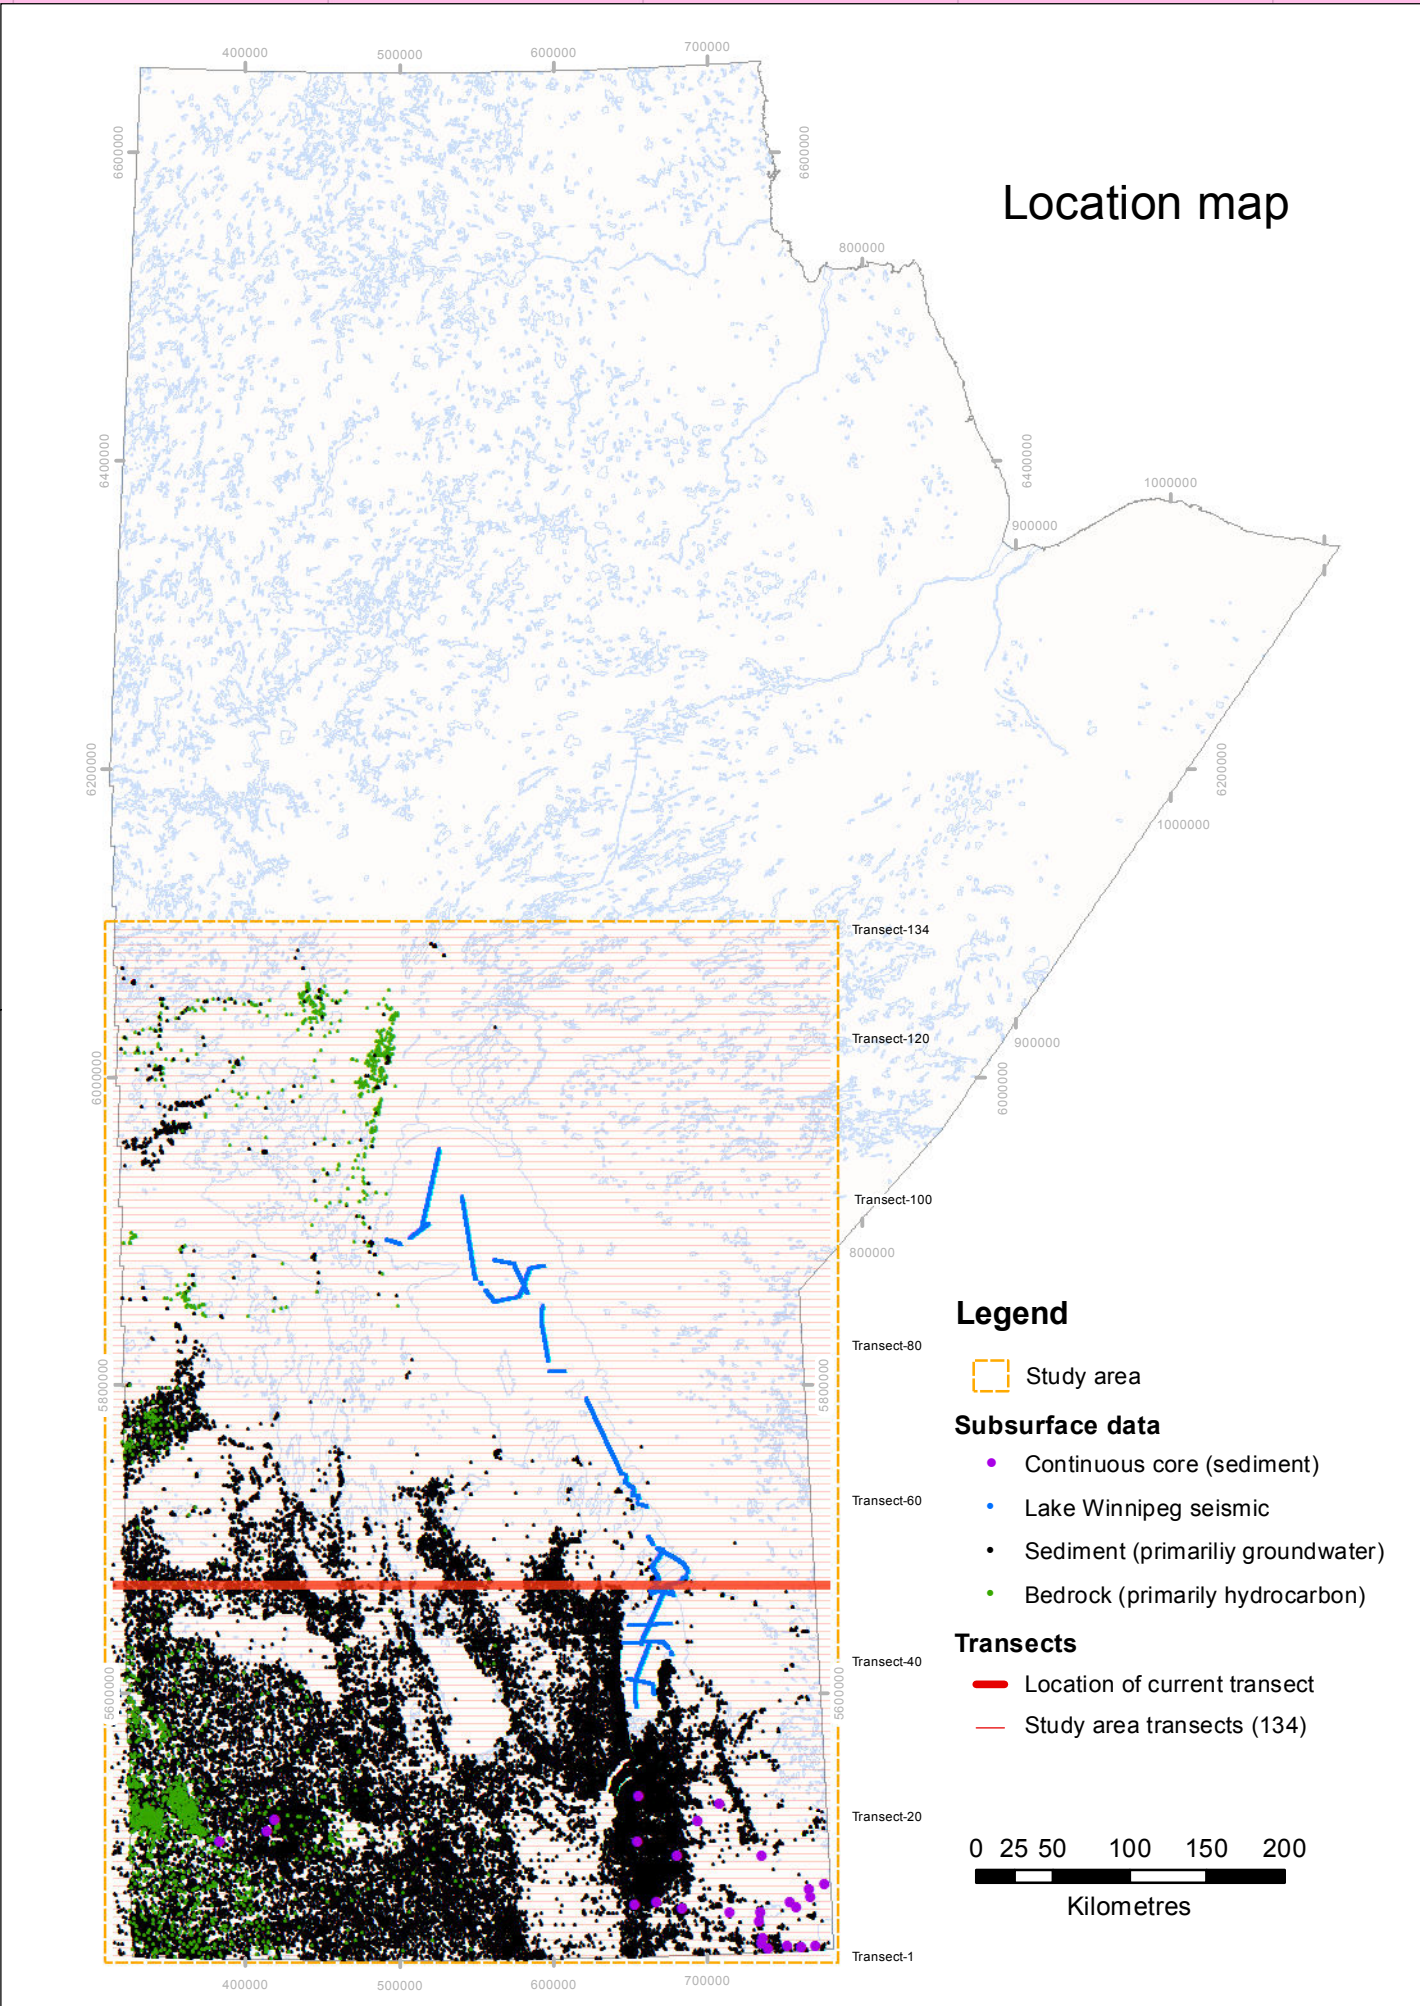 400000
500000
600000
700000
6600000
6600000
Location map
800000
6400000
6400000
1000000
900000
6200000
6200000
1000000
Transect-134
Transect-120
900000
6000000
6000000
Transect-100
800000
Legend
Transect-80
Study area
5800000
5800000
Subsurface data
Continuous core (sediment)
Transect-60
Lake Winnipeg seismic
Sediment (primariliy groundwater)
Bedrock (primarily hydrocarbon)
Transects
Transect-40
Location of current transect
5600000
5600000
Study area transects (134)
Transect-20
0 25 50 100 150 200
Kilometres
Transect-1
400000
500000
600000
700000